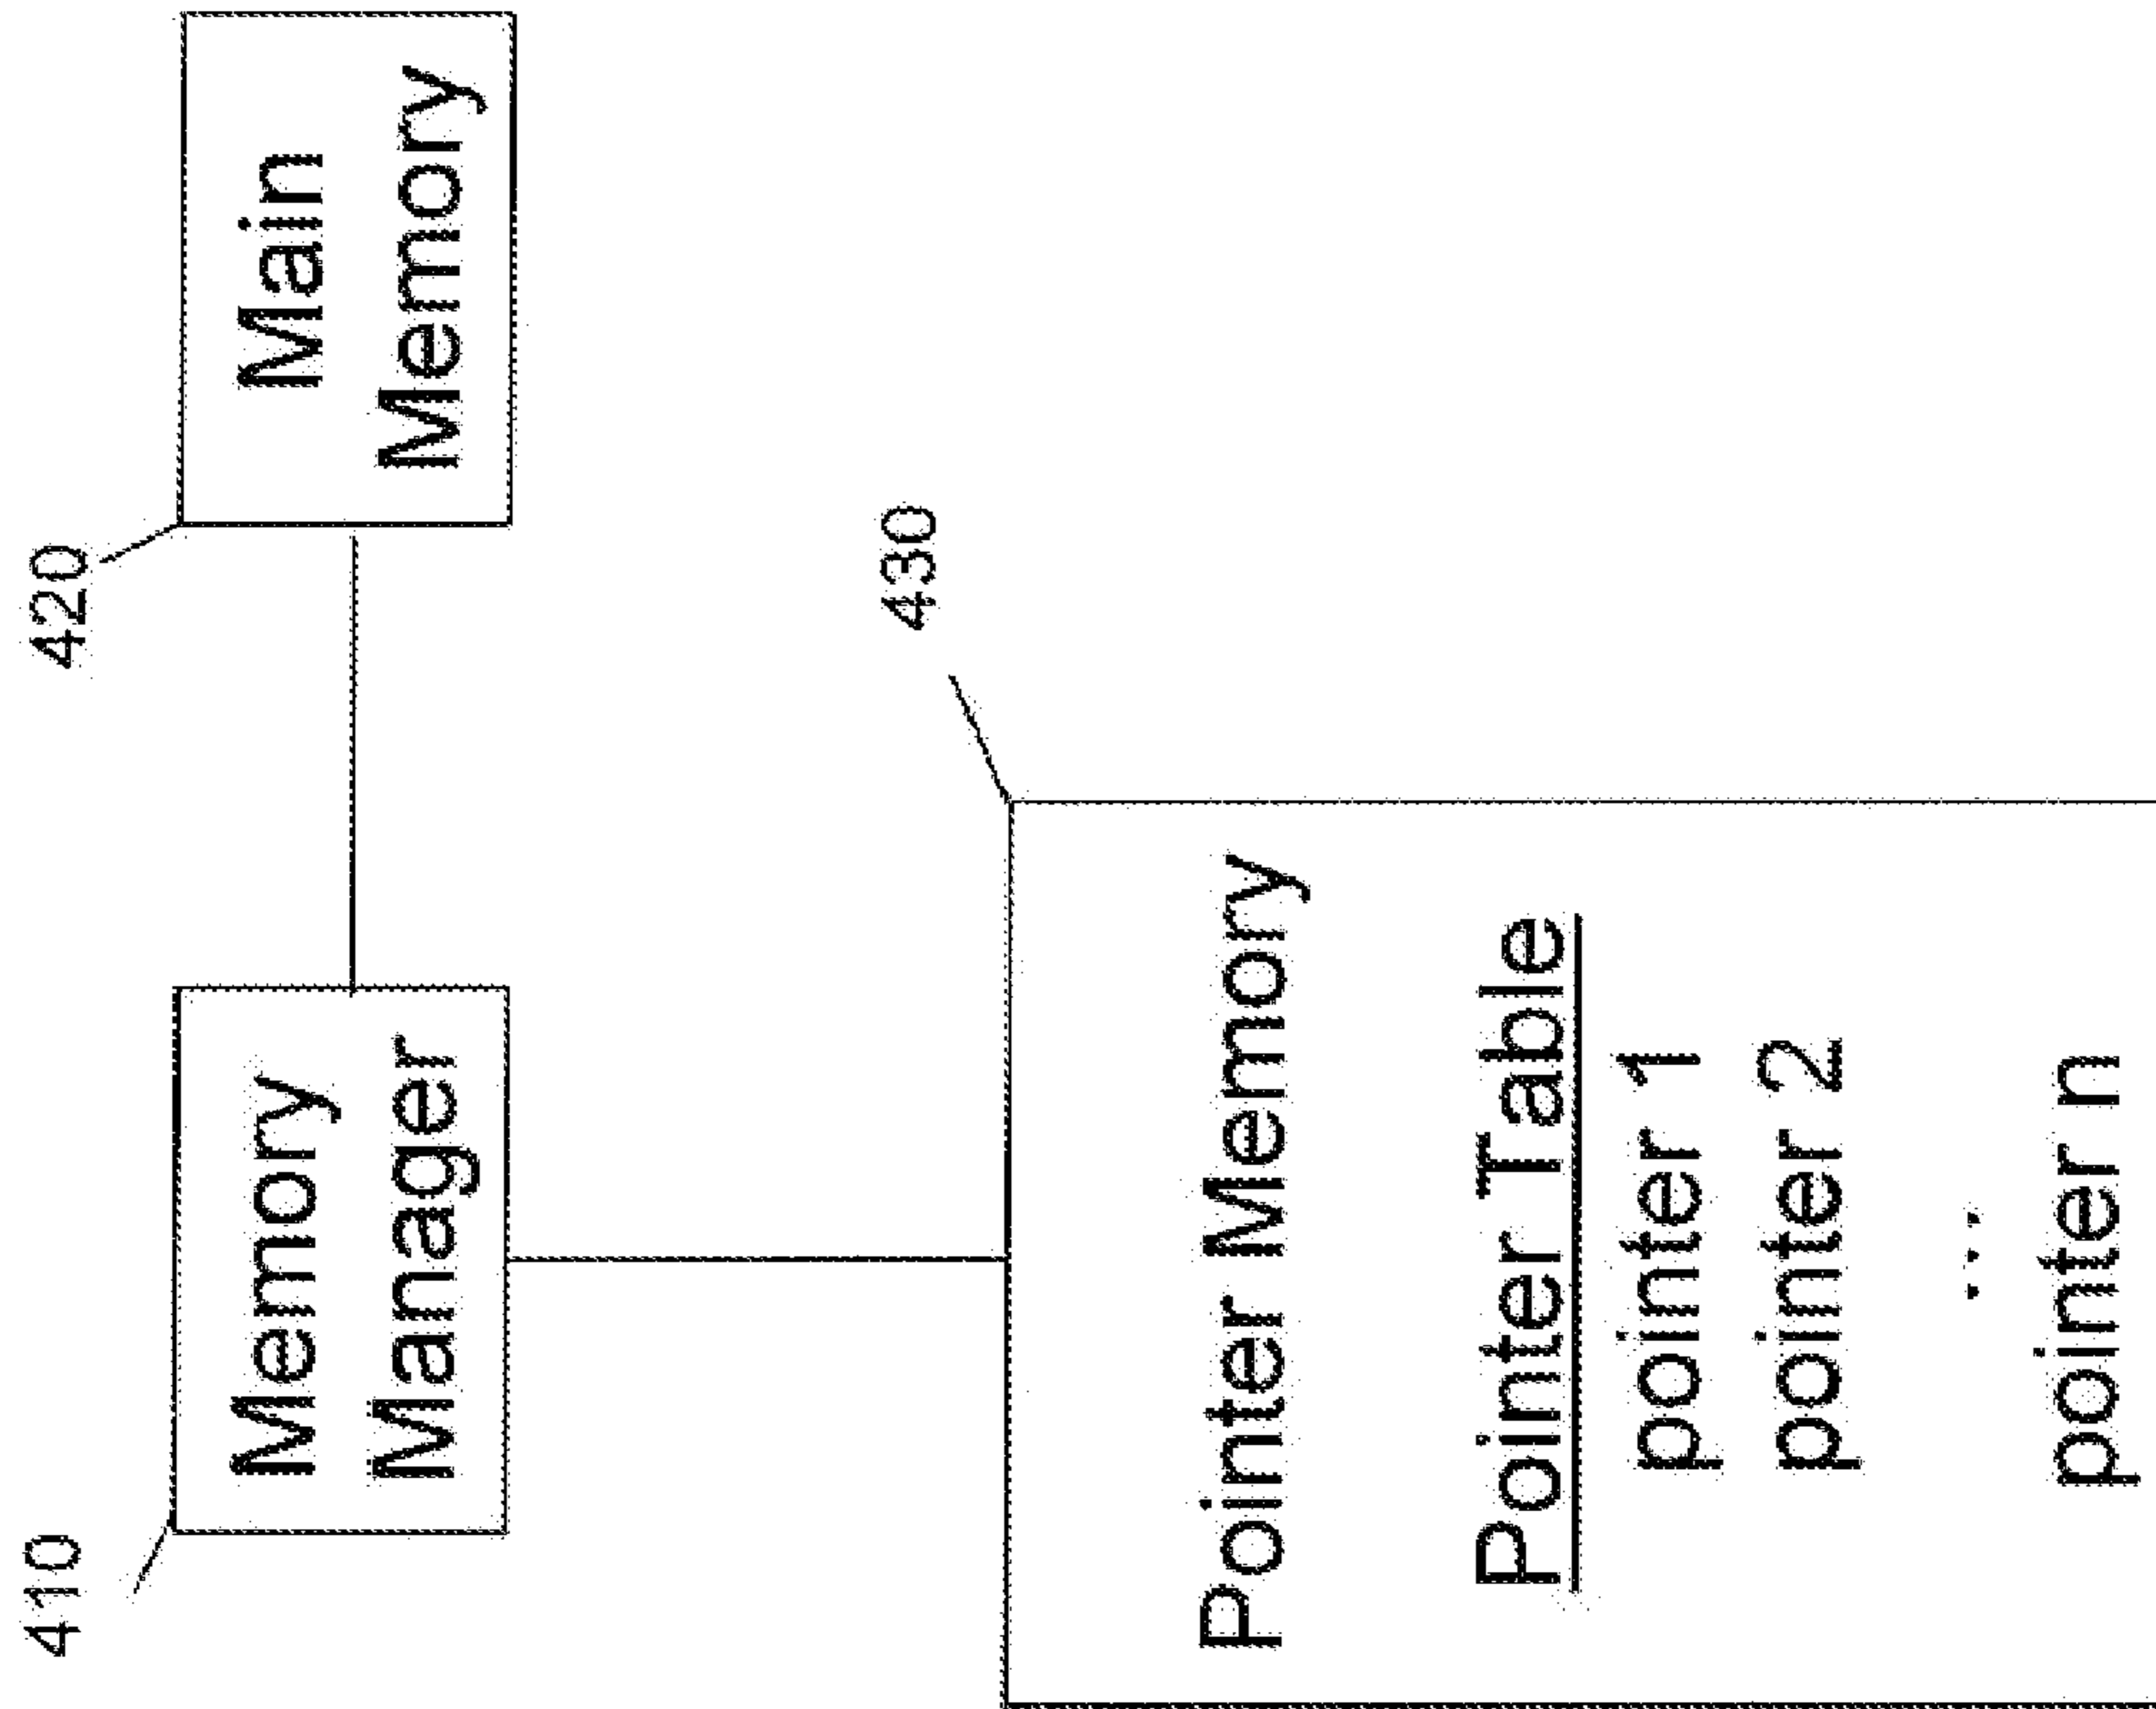 410
420
Memory
Manager
Main
Memory
430
Pointer Memory
Pointer Table
pointer 1
pointer 2
...
pointer n